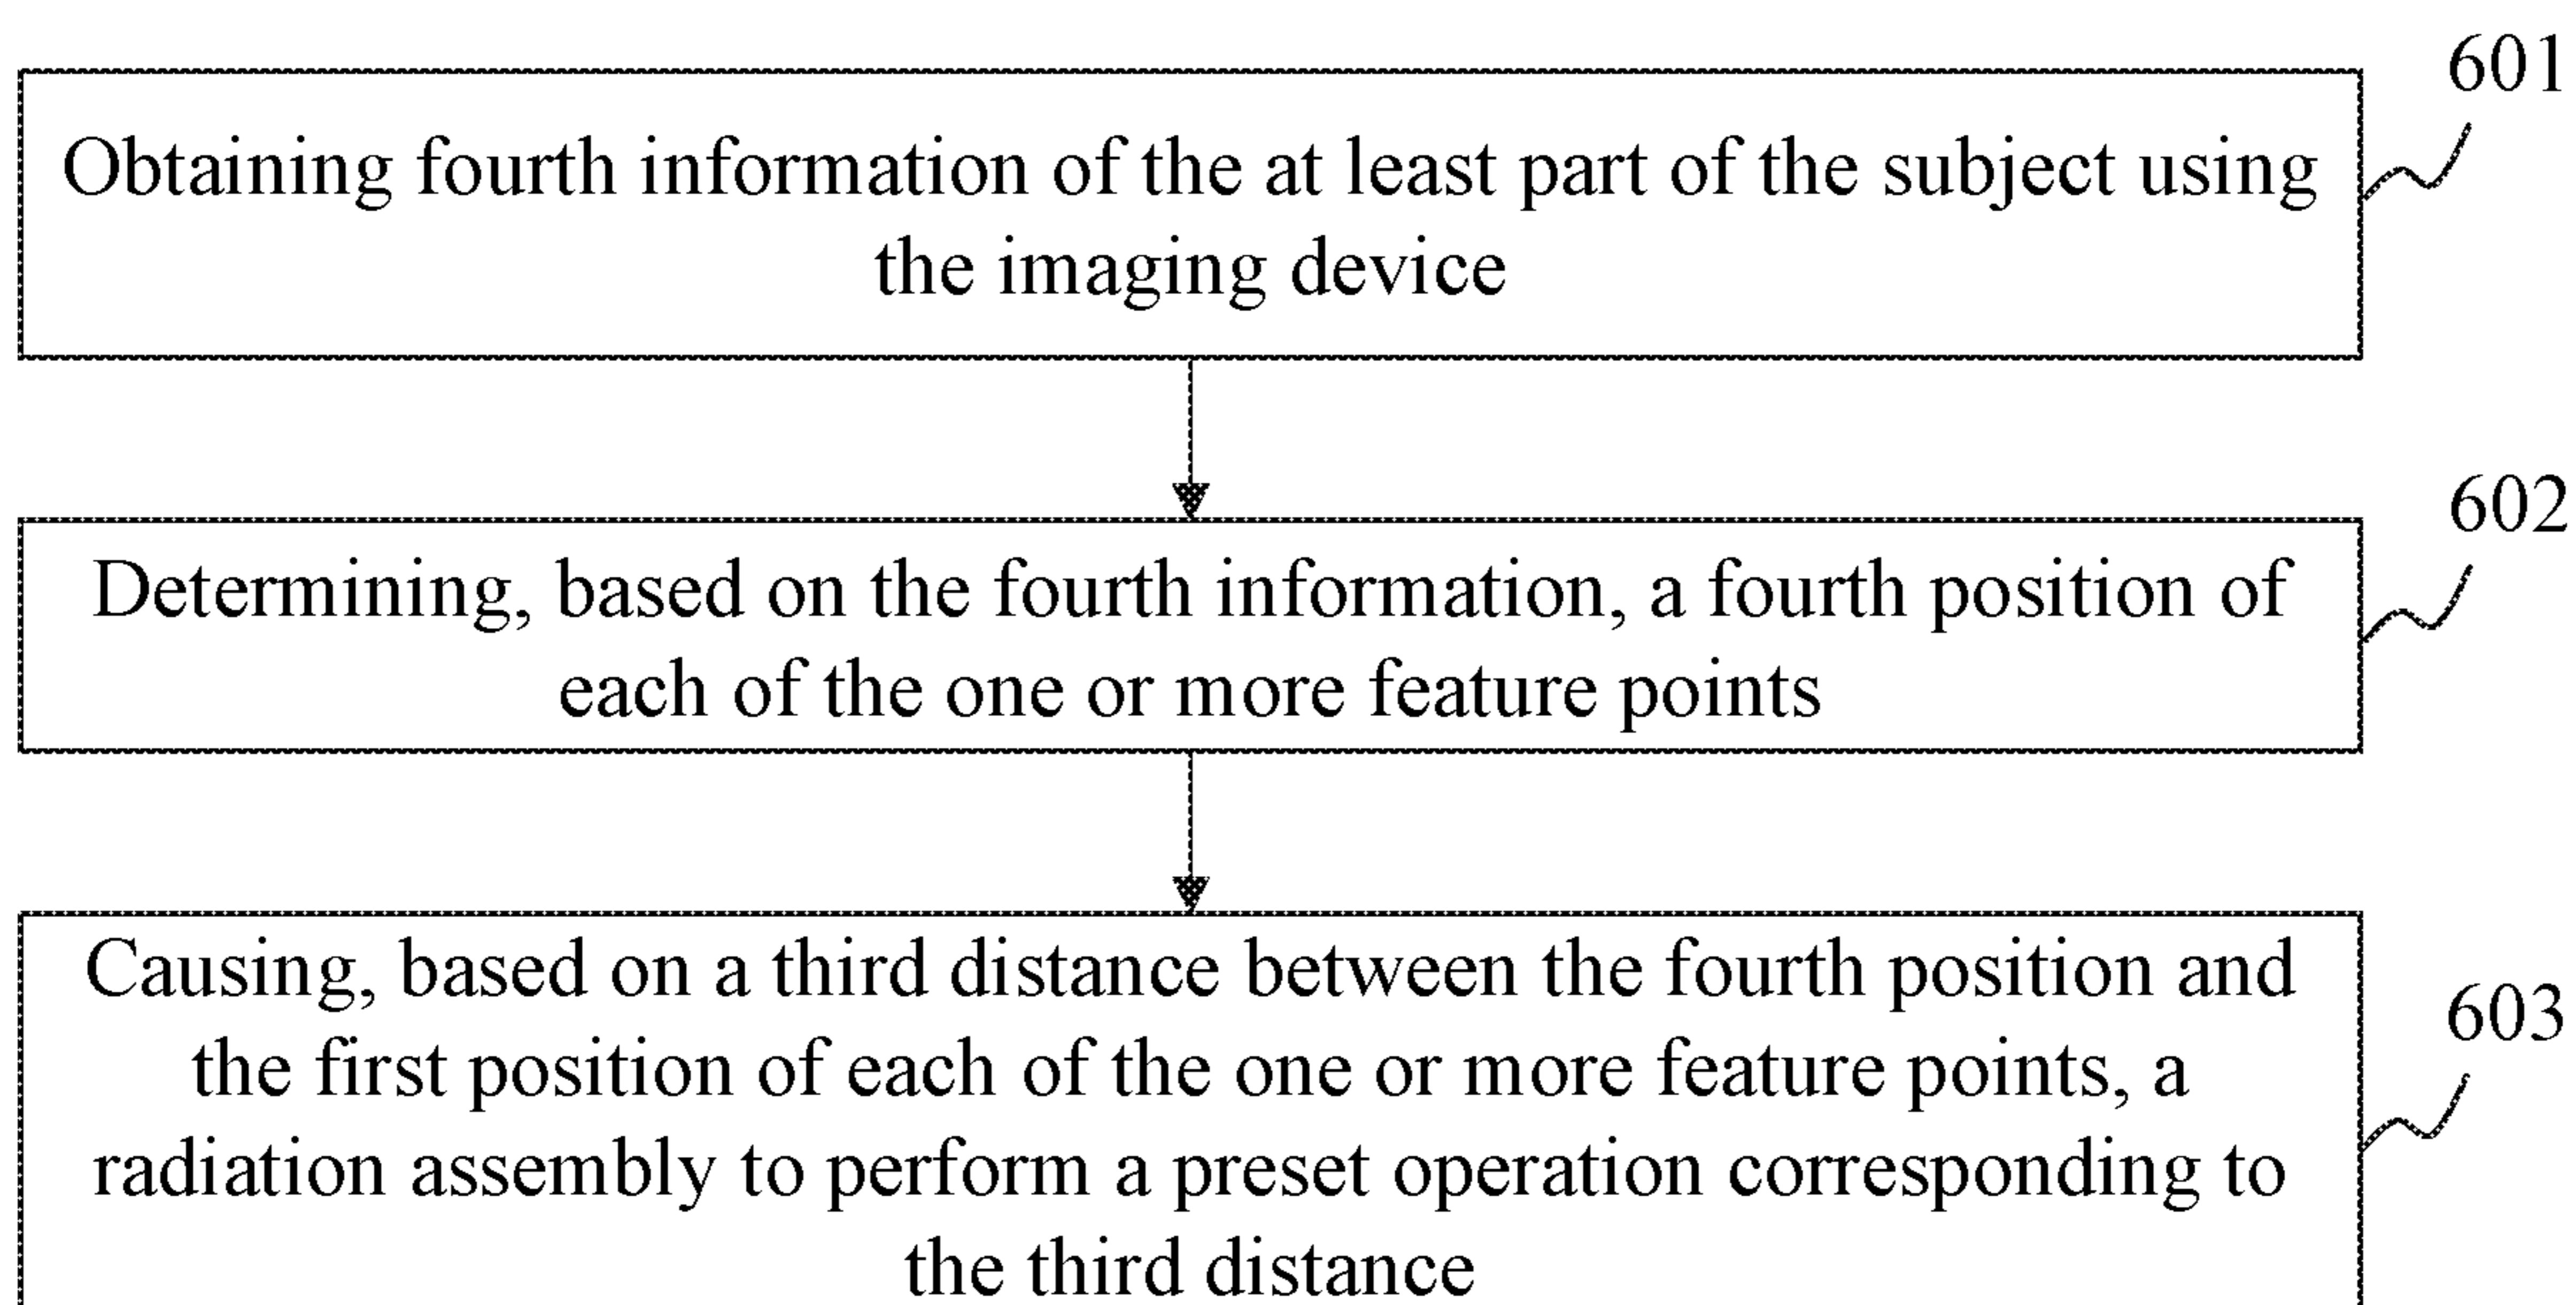 601
Obtaining fourth information of the at least part of the subject using
the imaging device
602
Determining, based on the fourth information, a fourth position of
each of the one or more feature points
Causing, based on a third distance between the fourth position and
603
the first position of each of the one or more feature points, a
radiation assembly to perform a preset operation corresponding to
the third distance